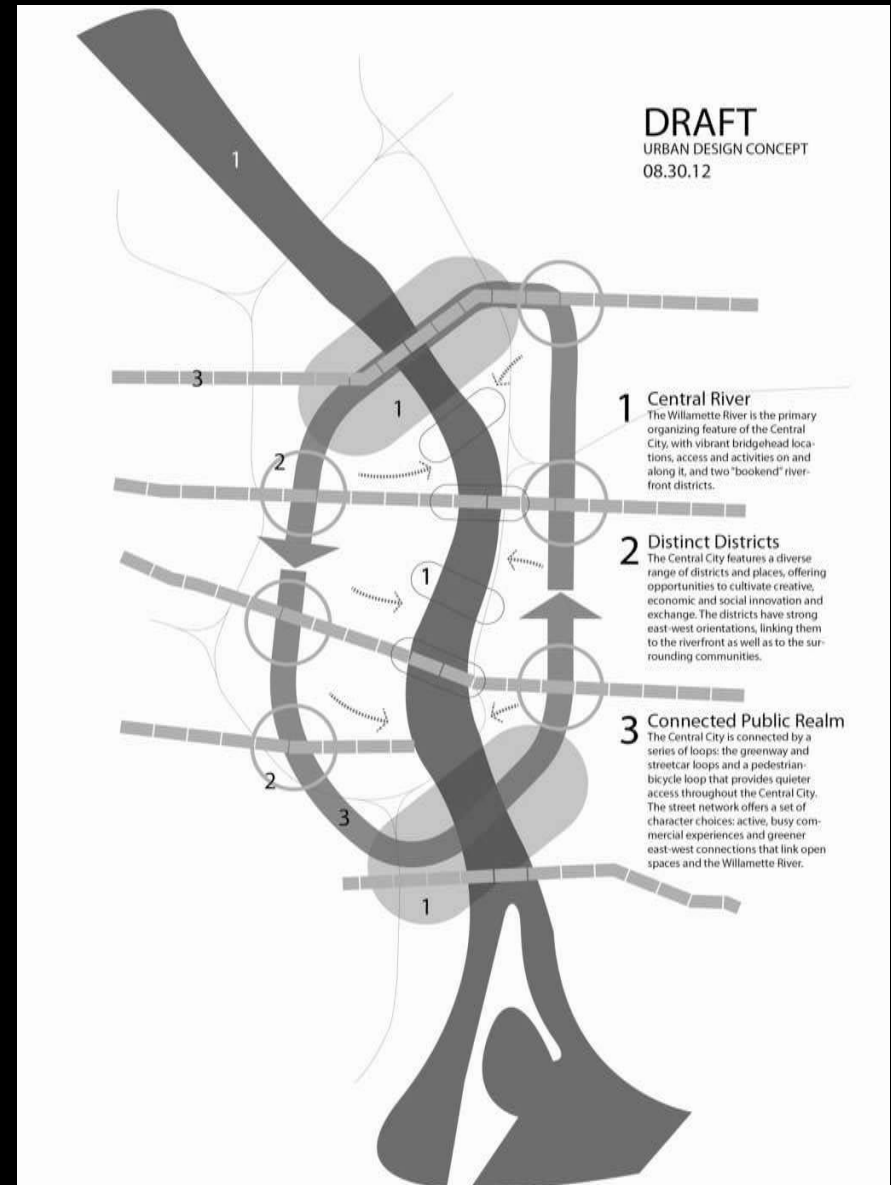 DRAFT
URBAN DESIGN CONCEPT
08.30.12
1
3
1
2
1
2
3
1
1 Central River
The Willamette River is the primary
organizing feature of the Central
City, with vibrant bridgehead loca-
tions, access and activities on and
along it, and two "bookend" river-
front districts.
2 Distinct Districts
The Central City features a diverse
range of districts and places, offering
opportunities to cultivate creative,
economic and social innovation and
exchange. The districts have strong
east-west orientations, linking them
to the riverfront as well as to the sur-
rounding communities.
3 Connected Public Realm
The Central City is connected by a
series of loops: the greenway and
streetcar loops and a pedestrian-
bicycle loop that provides quieter
access throughout the Central City.
The street network offers a set of
character choices: active, busy com-
mercial experiences and greener
east-west connections that link open
spaces and the Willamette River.